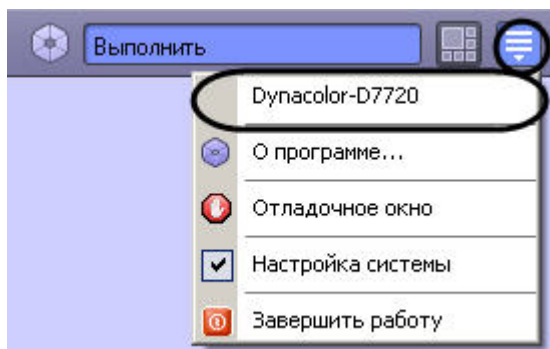 Выполнить
Dynacolor-D7720
О программе...
Отладочное окно
Настройка системы
Завершить работу